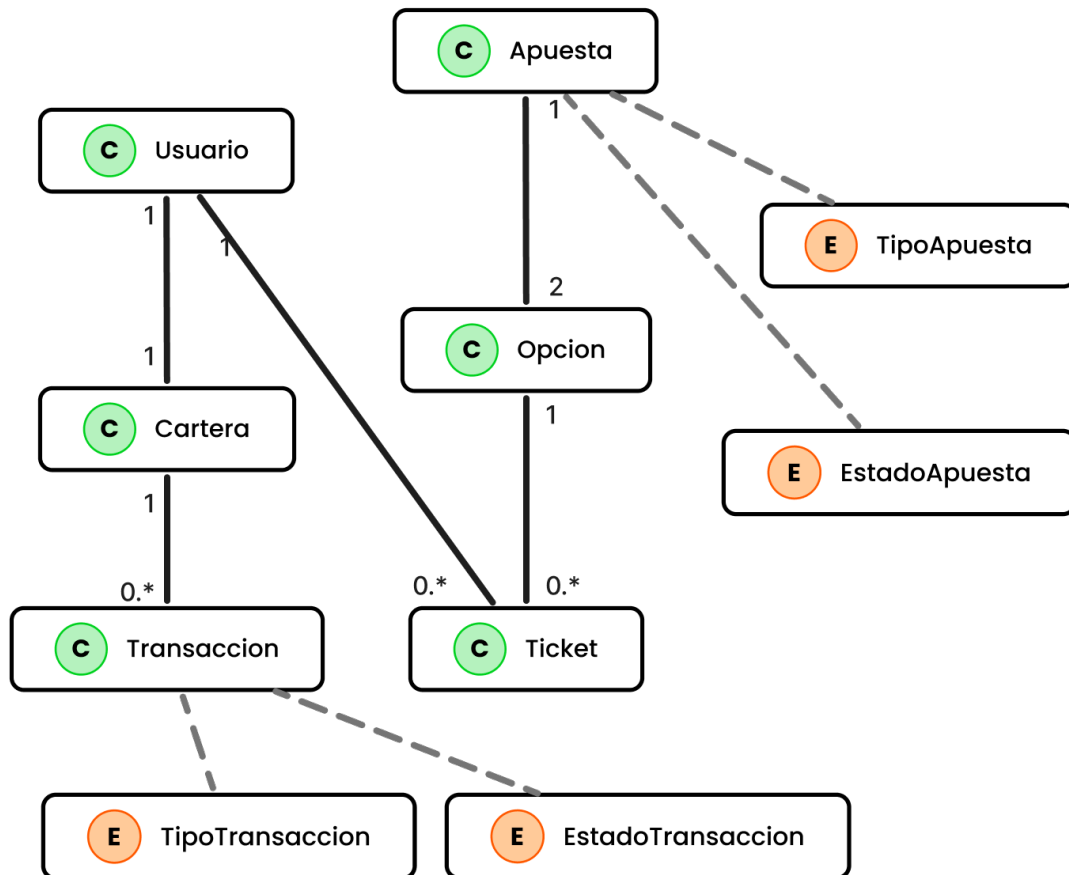 C Apuesta
1
C Usuario
1
1
E TipoApuesta
2
1
C Opcion
1
C Cartera
1
E EstadoApuesta
0.*
0.*
0.*
C Transaccion
C Ticket
E TipoTransaccion
E EstadoTransaccion